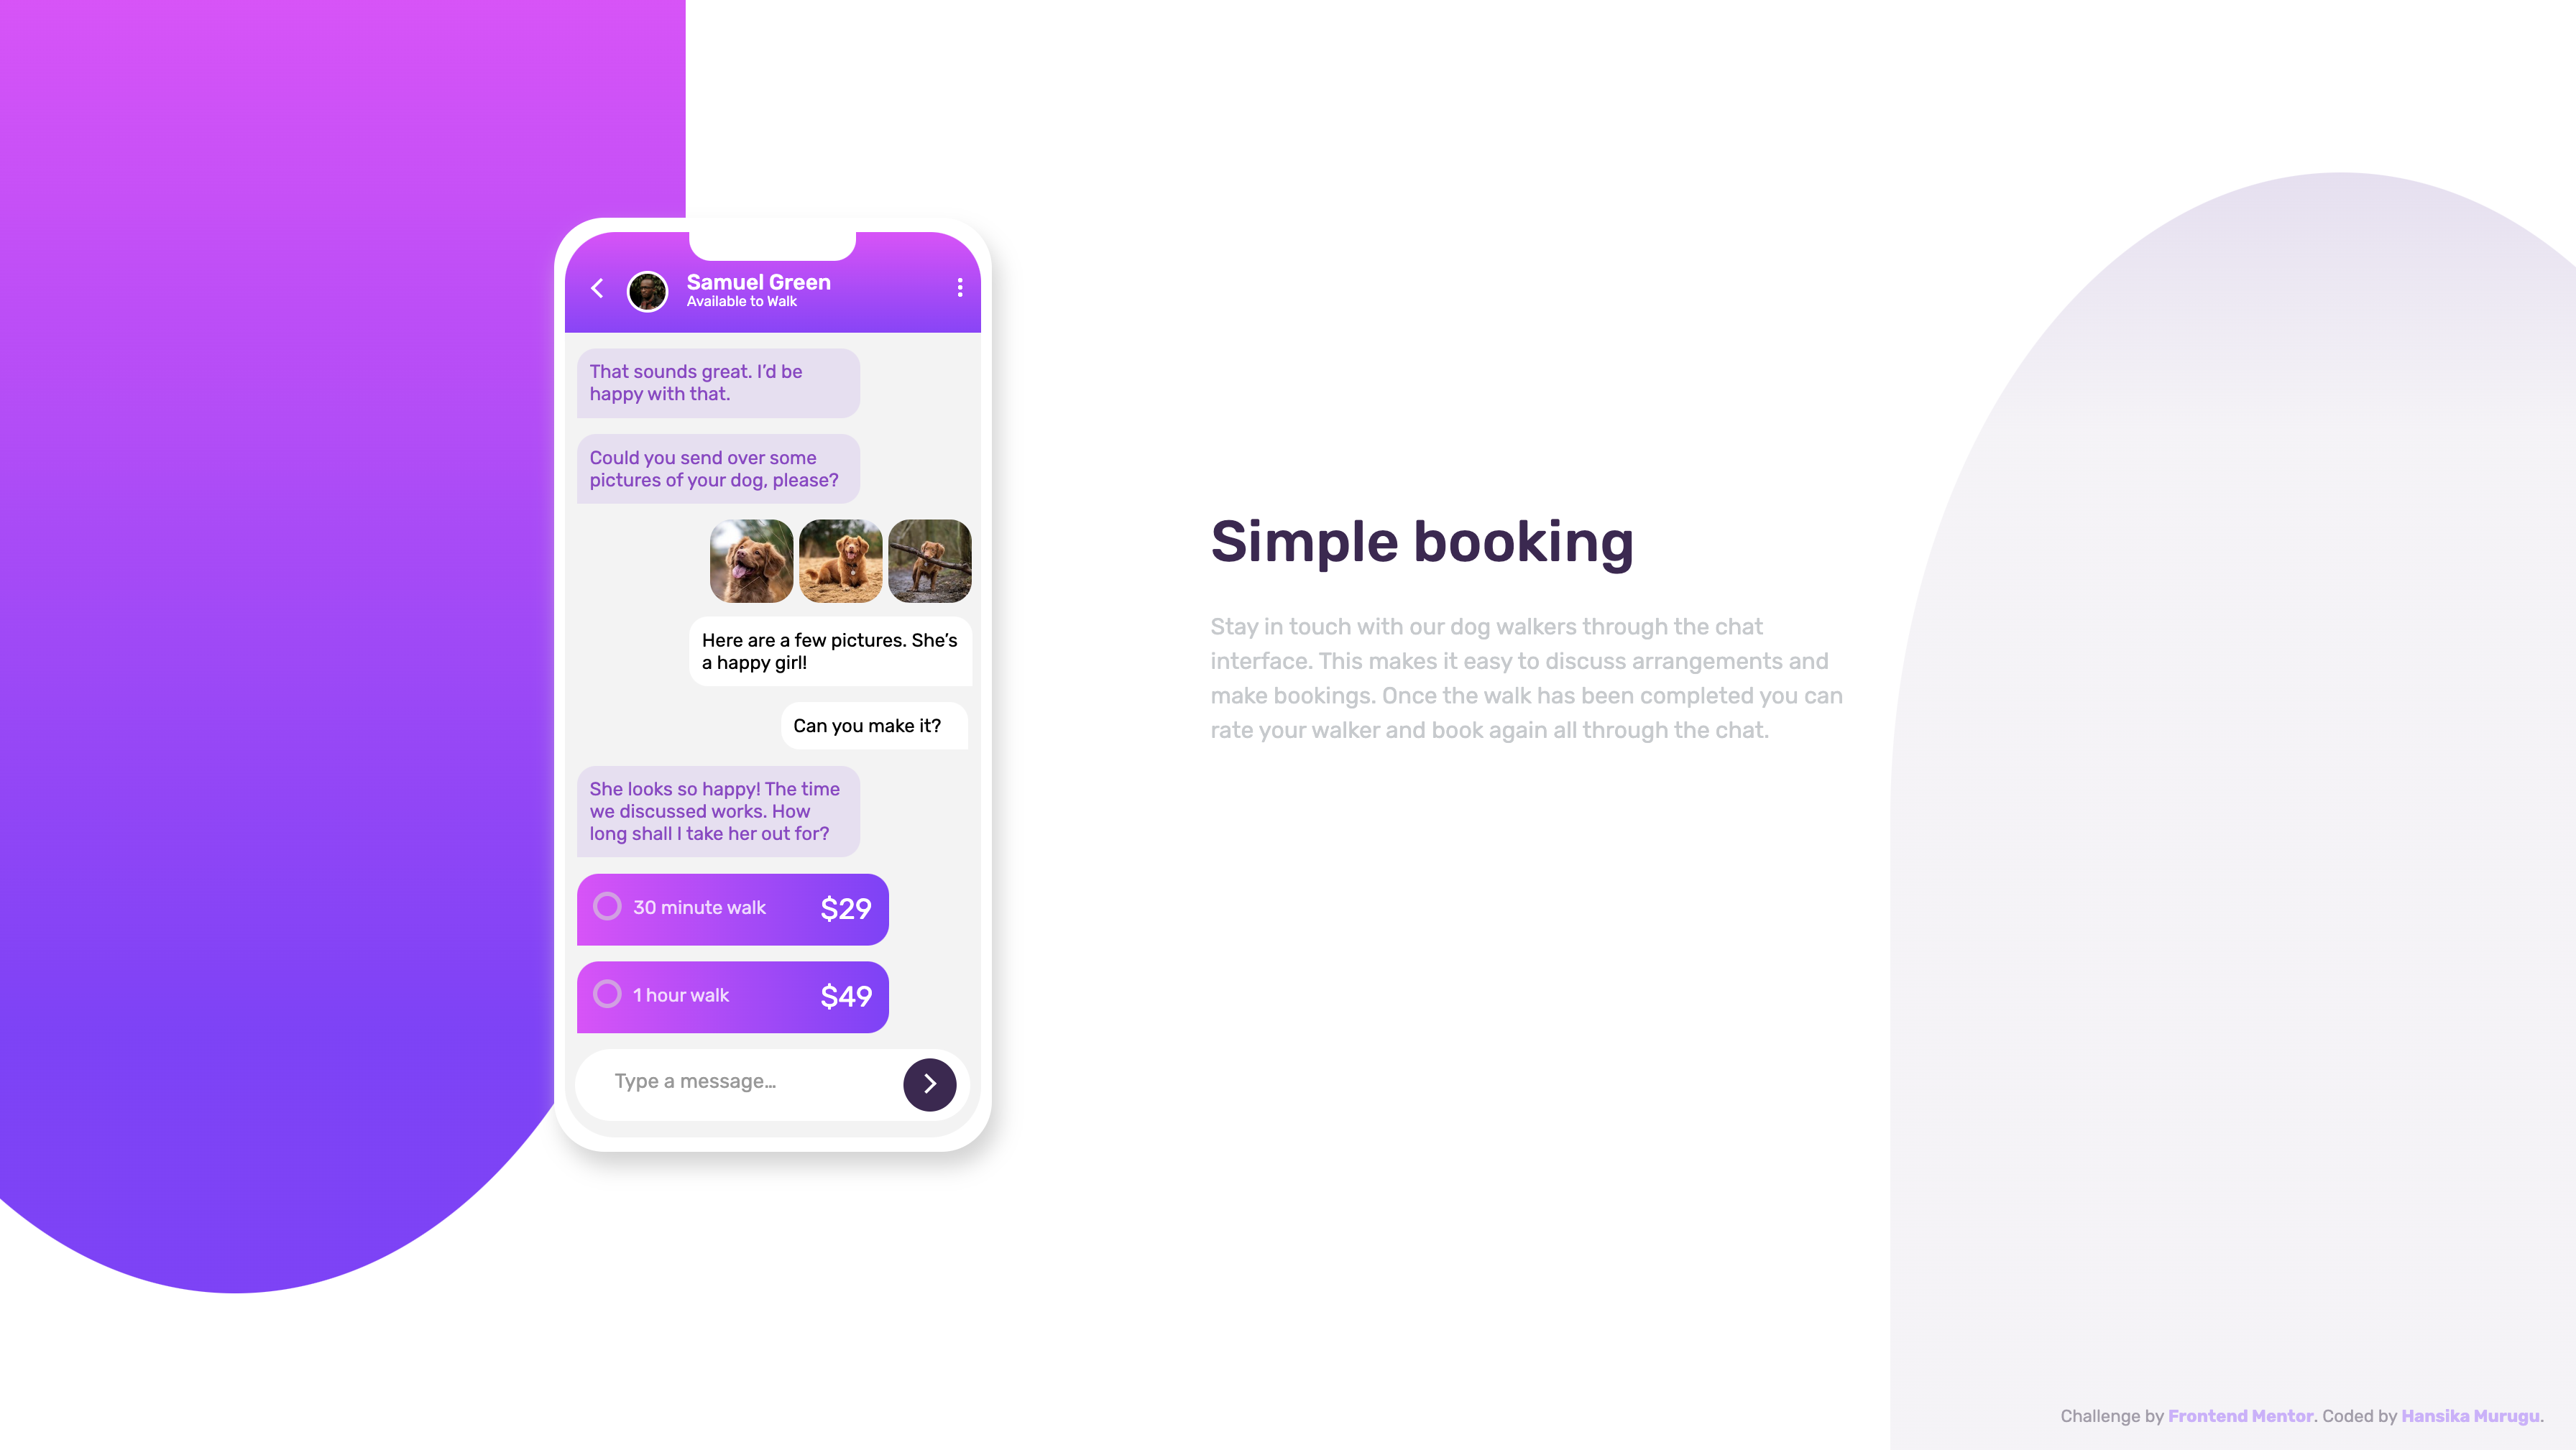 Samuel Green
Available to Walk
That sounds great. I’d be
happy with that.
Could you send over some
pictures of your dog, please?
Here are a few pictures. She’s
a happy girl!
Can you make it?
She looks so happy! The time
we discussed works. How
long shall I take her out for?
30 minute walk $29
1 hour walk $49
Type a message…
Simple booking
Stay in touch with our dog walkers through the chat
interface. This makes it easy to discuss arrangements and
make bookings. Once the walk has been completed you can
rate your walker and book again all through the chat.
Challenge by Frontend Mentor. Coded by Hansika Murugu.